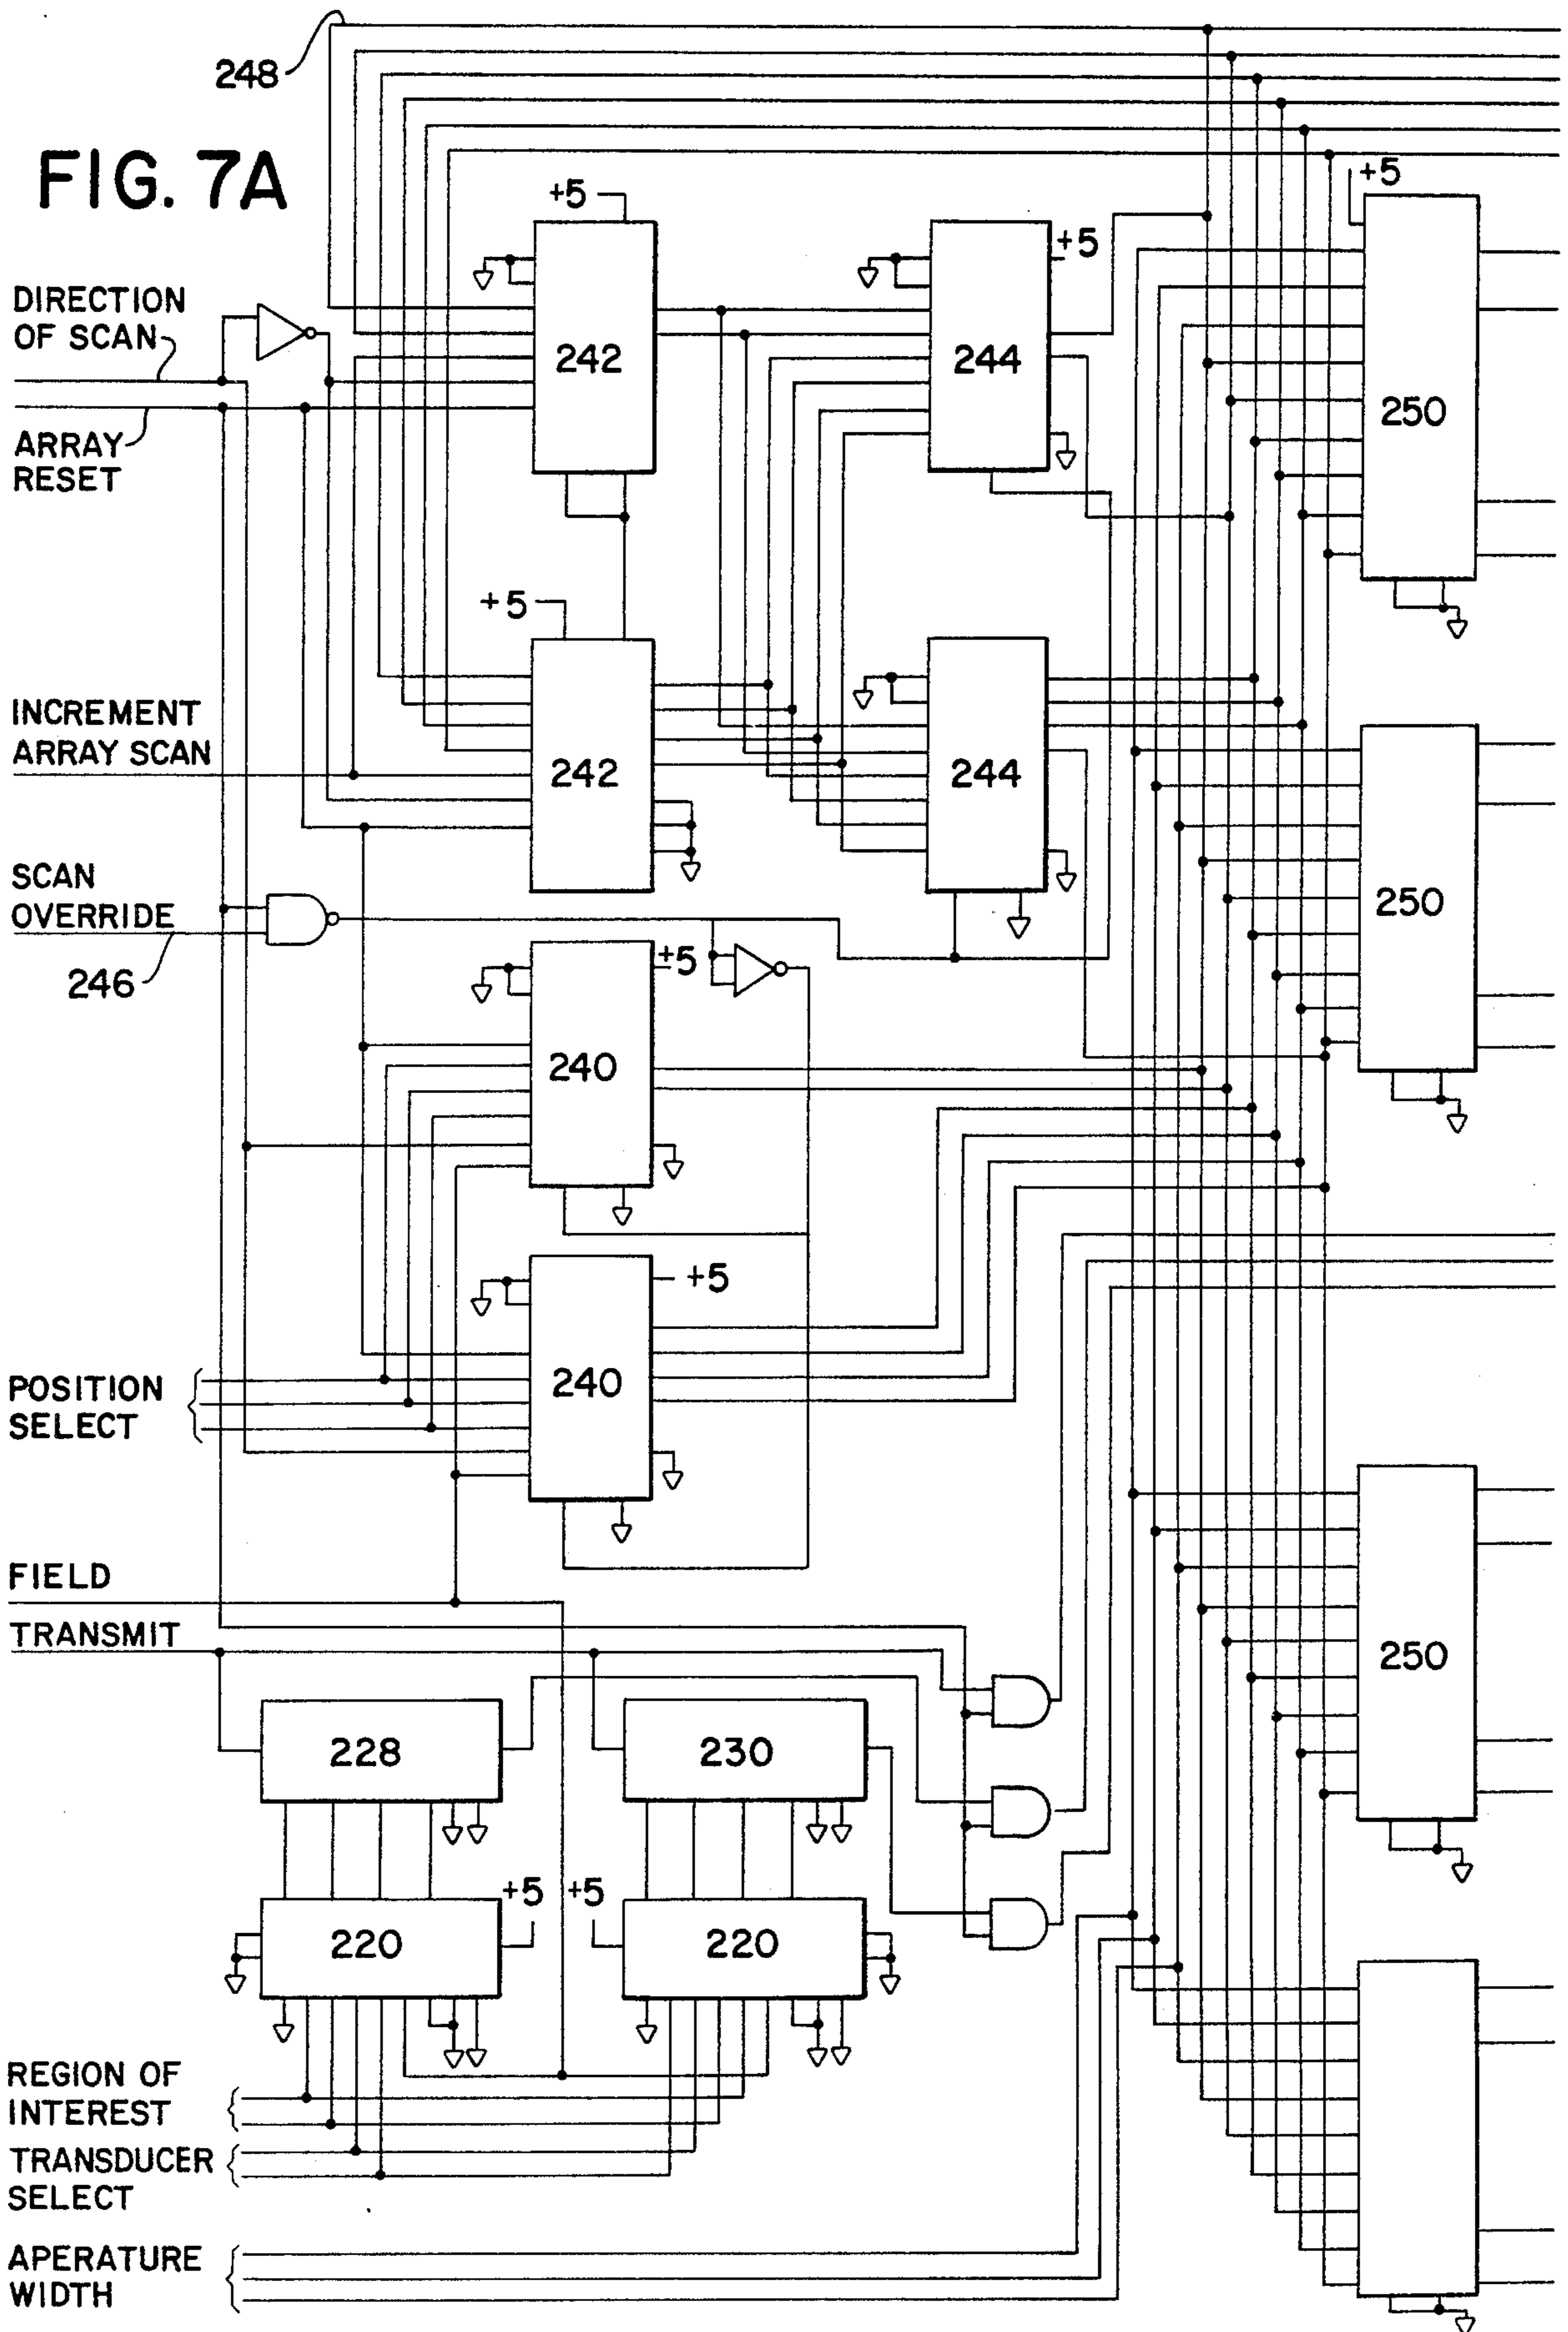 248
FIG. 7A
+5
+5
+5
DIRECTION
OF SCAN
242
244
250
ARRAY
RESET
+5
INCREMENT
ARRAY SCAN
242
244
250
SCAN
OVERRIDE
246
+5
240
+5
240
POSITION
SELECT
FIELD
TRANSMIT
250
228
230
+5
+5
220
220
REGION OF
INTEREST
TRANSDUCER
SELECT
APERATURE
WIDTH